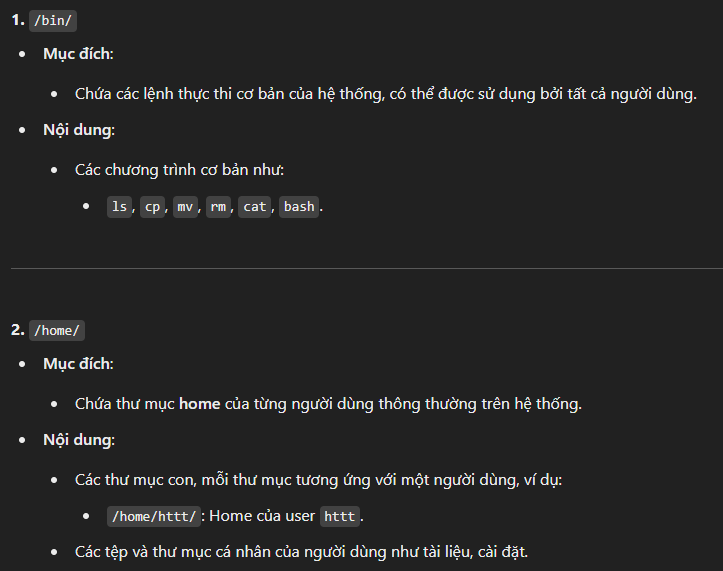 1. /bin/
Mục đích:
Chứa các lệnh thực thi cơ bản của hệ thống, có thể được sử dụng bởi tất cả người dùng.
Nội dung:
Các chương trình cơ bản như:
ls, cp, mv, rm, cat, bash.
2. /home/
Mục đích:
Chứa thư mục home của từng người dùng thông thường trên hệ thống.
Nội dung:
Các thư mục con, mỗi thư mục tương ứng với một người dùng, ví dụ:
/home/httt/: Home của user httt.
Các tệp và thư mục cá nhân của người dùng như tài liệu, cài đặt.